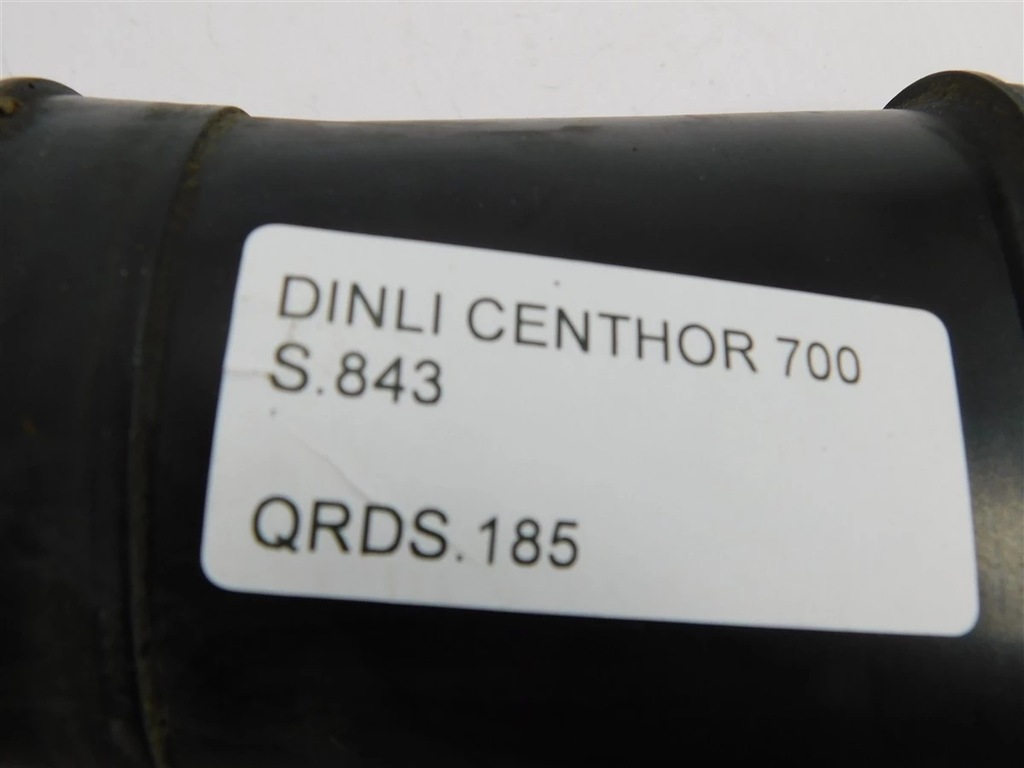 DINLI CENTHOR 700
S.843
QRDS.185